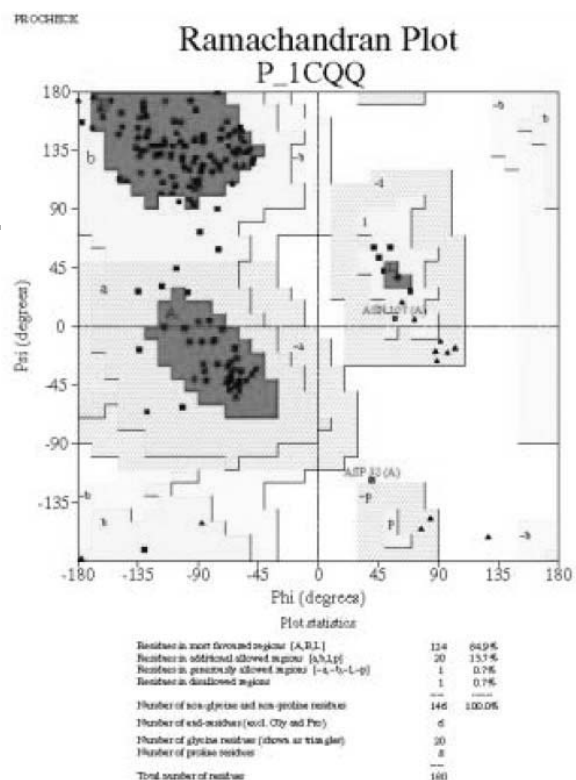 PROCHECK
Ramachandran Plot
P_1CQQ
180
135
90
45
0
-45
-90
-135
-180
Psi (degrees)
b
~b
~b
b
~l
l
a
A
~a
ASN 107 (A)
ASP 32 (A)
~p
p
~b
b
~b
-180 -135 -90 -45 0 45 90 135 180
Phi (degrees)
Plot statistics
Residues in most favoured regions [A,B,L] 124 84.9%
Residues in additional allowed regions [a,b,l,p] 20 13.7%
Residues in generously allowed regions [~a,~b,~l,~p] 1 0.7%
Residues in disallowed regions 1 0.7%
Number of non-glycine and non-proline residues 146 100.0%
Number of end-residues (excl. Gly and Pro) 6
Number of glycine residues (shown as triangles) 20
Number of proline residues 8
Total number of residues 180